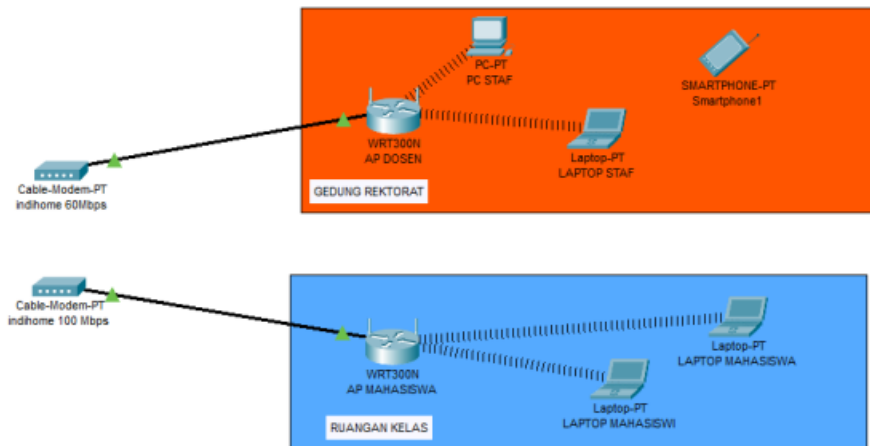 PC-PT
PC STAF
SMARTPHONE-PT
Smartphone1
WRT300N
AP DOSEN
Laptop-PT
LAPTOP STAF
Cable-Modem-PT
indihome 60Mbps
GEDUNG REKTORAT
Cable-Modem-PT
indihome 100 Mbps
Laptop-PT
LAPTOP MAHASISWA
WRT300N
AP MAHASISWA
Laptop-PT
LAPTOP MAHASISWI
RUANGAN KELAS